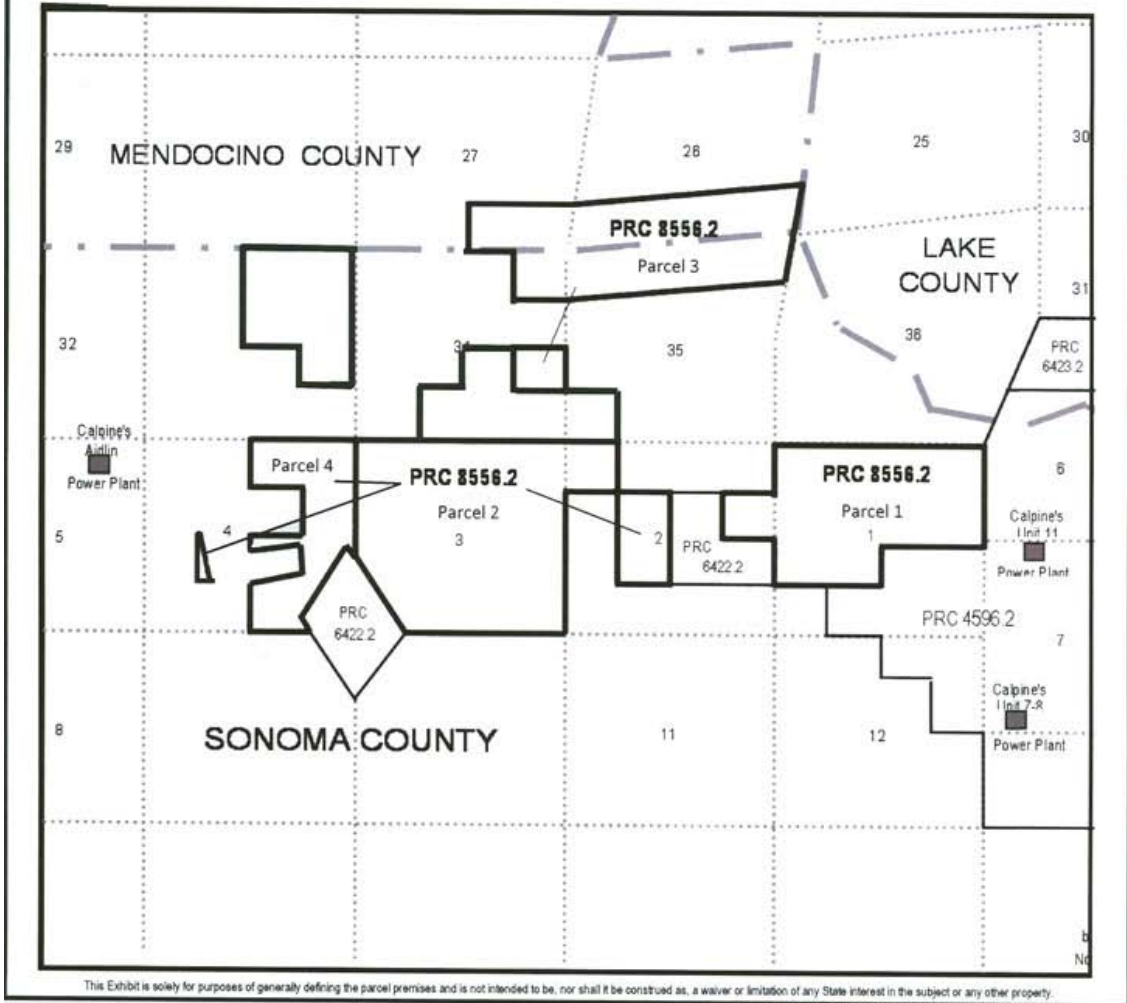 29
MENDOCINO COUNTY
27
26
25
30
PRC 8556.2
Parcel 3
LAKE
COUNTY
31
32
34
35
36
PRC
6423.2
Calpine's
Aidlin
Power Plant
Parcel 4
PRC 8556.2
Parcel 2
PRC 8556.2
Parcel 1
6
5
4
3
2
1
PRC
6422.2
Calpine's
Unit 11
Power Plant
PRC
6422.2
PRC 4596.2
7
8
SONOMA COUNTY
11
12
Calpine's
Unit 7-8
Power Plant
b
No
This Exhibit is solely for purposes of generally defining the parcel premises and is not intended to be, nor shall it be construed as, a waiver or limitation of any State interest in the subject or any other property.